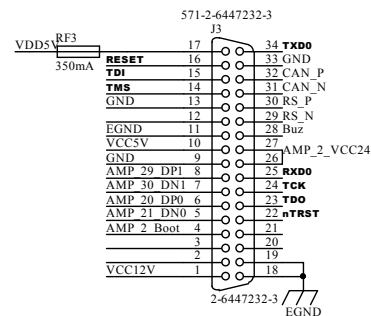 571-2-6447232-3
J3
VDD5V RF3 350mA 17 34 TXD0
RESET 16 33 GND
TDI 15 32 CAN_P
TMS 14 31 CAN_N
GND 13 30 RS_P
12 29 RS_N
EGND 11 28 Buz
VCC5V 10 27 AMP_2_VCC24
GND 9 26
AMP_29_DP1 8 25 RXD0
AMP_30_DN1 7 24 TCK
AMP_20_DP0 6 23 TDO
AMP_21_DN0 5 22 nTRST
AMP_2_Boot 4 21
3 20
2 19
VCC12V 1 18
2-6447232-3
EGND